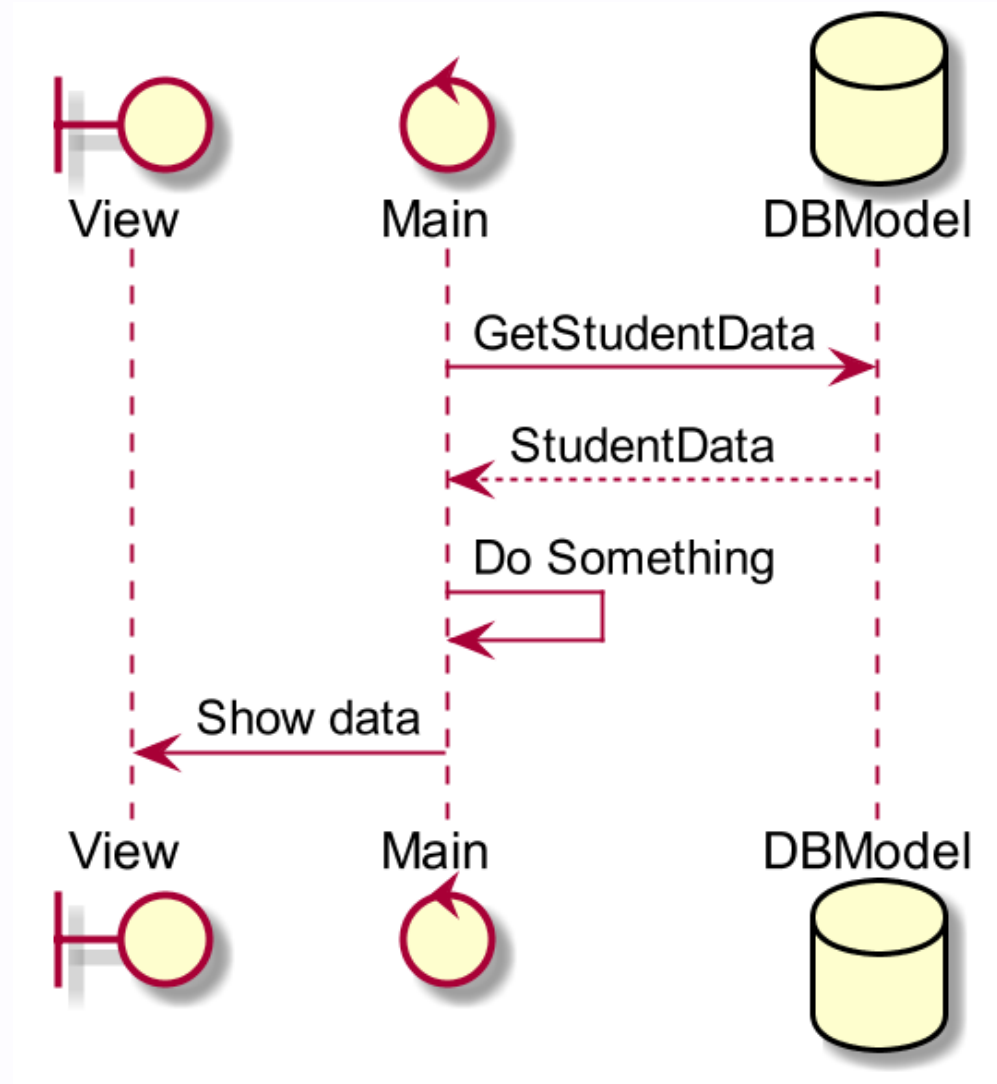 View
Main
DBModel
GetStudentData
StudentData
Do Something
Show data
View
Main
DBModel